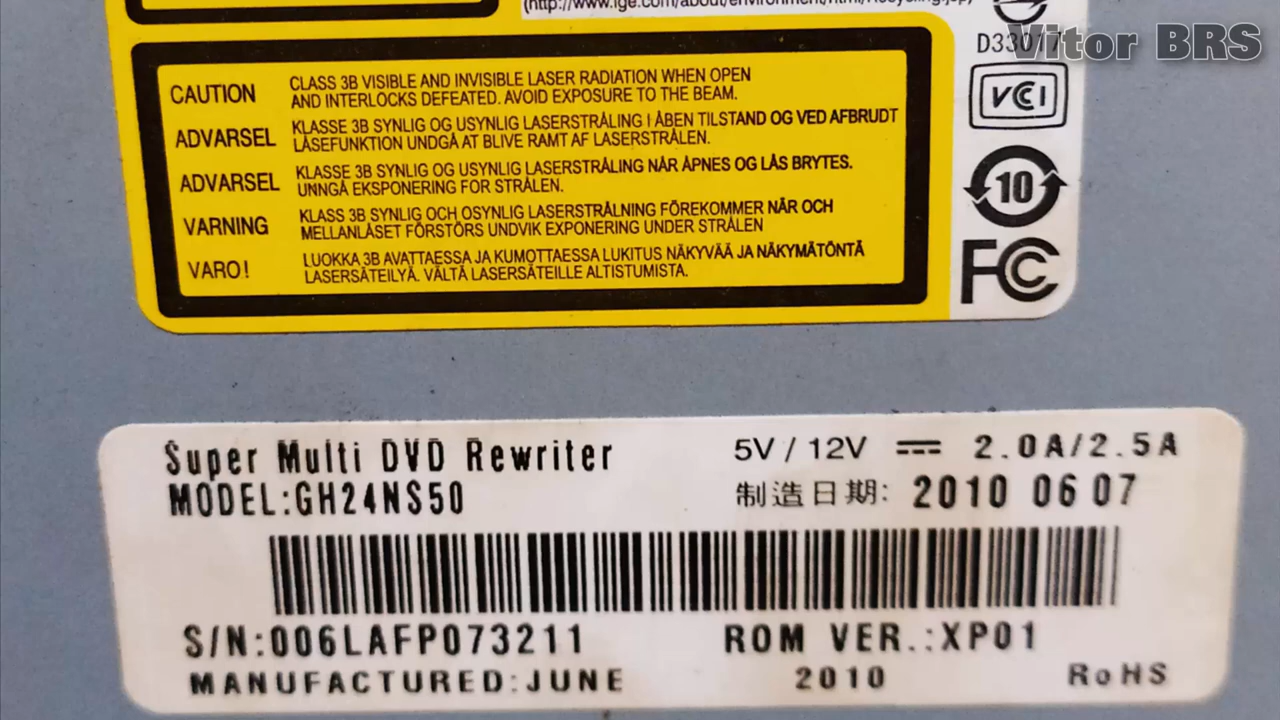 (http://www.lge.com/about/environment/html/Recycling.jsp)
D33017
Vitor BRS
VCCI
10
FC
CAUTION CLASS 3B VISIBLE AND INVISIBLE LASER RADIATION WHEN OPEN
AND INTERLOCKS DEFEATED. AVOID EXPOSURE TO THE BEAM.
ADVARSEL KLASSE 3B SYNLIG OG USYNLIG LASERSTRÅLING I ÅBEN TILSTAND OG VED AFBRUDT
LÅSEFUNKTION UNDGÅ AT BLIVE RAMT AF LASERSTRÅLEN.
ADVARSEL KLASSE 3B SYNLIG OG USYNLIG LASERSTRÅLING NÅR ÅPNES OG LÅS BRYTES.
UNNGÅ EKSPONERING FOR STRÅLEN.
VARNING KLASS 3B SYNLIG OCH OSYNLIG LASERSTRÅLNING FÖREKOMMER NÅR OCH
MELLANLÅSET FÖRSTÖRS UNDVIK EXPONERING UNDER STRÅLEN
VARO! LUOKKA 3B AVATTAESSA JA KUMOTTAESSA LUKITUS NÄKYVÄÄ JA NÄKYMÄTÖNTÄ
LASERSÄTEILYÄ. VÄLTÄ LASERSÄTEILLE ALTISTUMISTA.
Super Multi DVD Rewriter 5V / 12V ⎓ 2.0A/2.5A
MODEL:GH24NS50 制造日期: 2010 06 07
S/N:006LAFP073211 ROM VER.:XP01
MANUFACTURED:JUNE 2010 RoHS